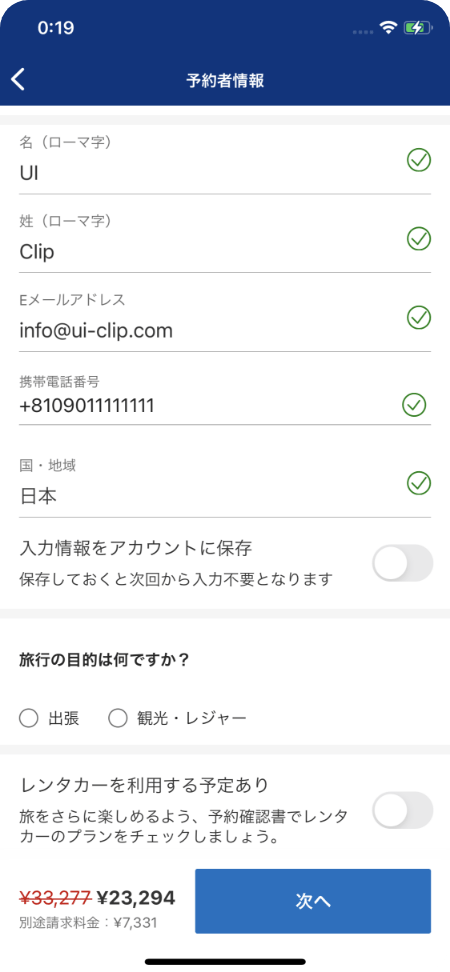 0:19
予約者情報
名（ローマ字）
UI
姓（ローマ字）
Clip
Eメールアドレス
info@ui-clip.com
携帯電話番号
+8109011111111
国・地域
日本
入力情報をアカウントに保存
保存しておくと次回から入力不要となります
旅行の目的は何ですか？
出張 観光・レジャー
レンタカーを利用する予定あり
旅をさらに楽しめるよう、予約確認書でレンタ
カーのプランをチェックしましょう。
¥33,277 ¥23,294
別途請求料金：¥7,331
次へ